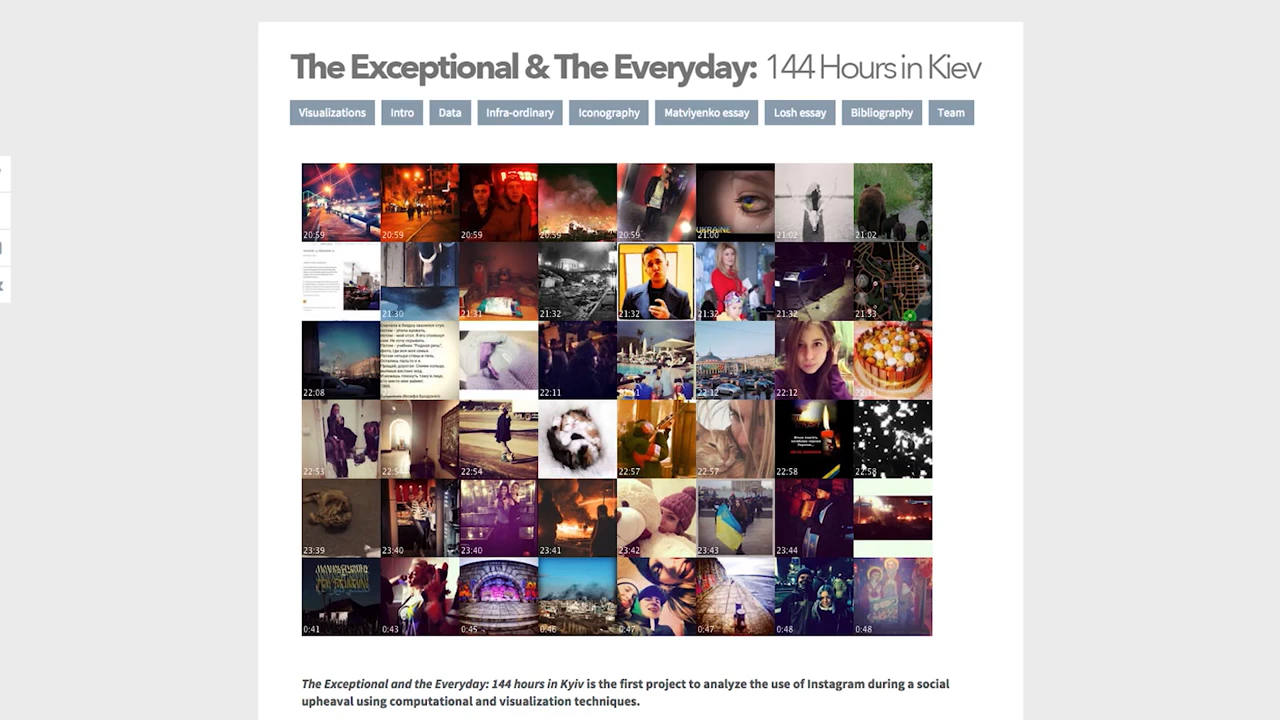 The Exceptional & The Everyday: 144 Hours in Kiev
Visualizations Intro Data Infra-ordinary Iconography Matviyenko essay Losh essay Bibliography Team
20:59 20:59 20:59 20:59 20:59 21:00 21:02 21:02
UKRAINE
21:30 21:31 21:32 21:32 21:32 21:32 21:33
22:08 22:11 22:11 22:12 22:12
22:53 22:54 22:54 22:57 22:57 22:58 22:58
23:39 23:40 23:40 23:41 23:42 23:43 23:44
0:41 0:43 0:45 0:46 0:47 0:47 0:48 0:48
The Exceptional and the Everyday: 144 hours in Kyiv is the first project to analyze the use of Instagram during a social
upheaval using computational and visualization techniques.